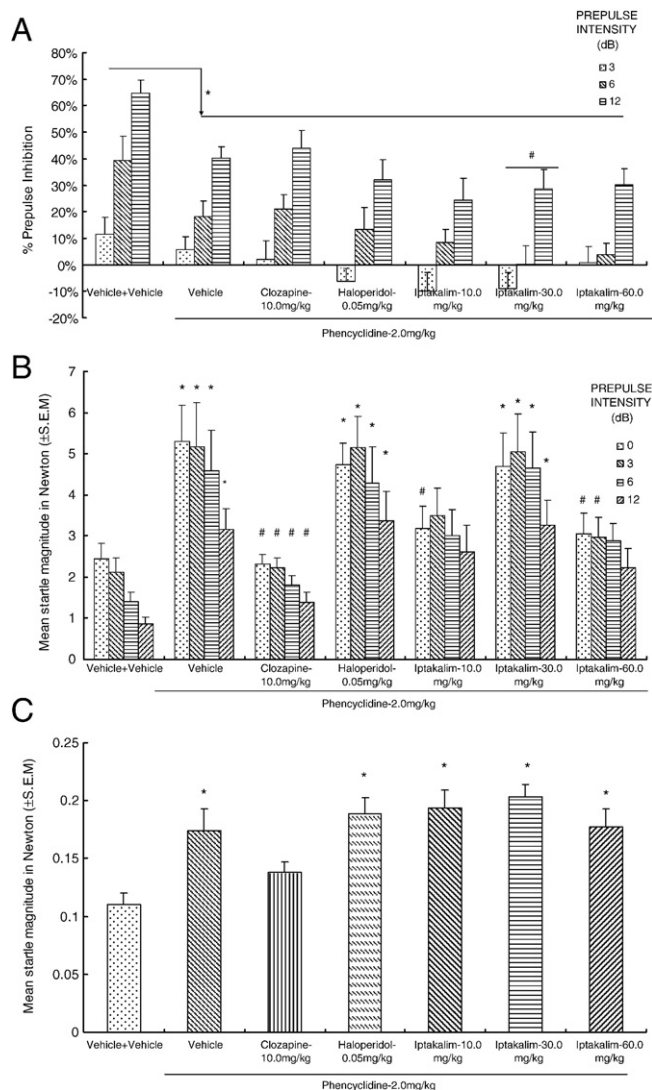 A
PREPULSE
INTENSITY
(dB)
3
6
12
80%
70%
60%
50%
40%
30%
20%
10%
0%
-10%
-20%
% Prepulse Inhibition
*
#
Vehicle+Vehicle
Vehicle
Clozapine-
10.0mg/kg
Haloperidol-
0.05mg/kg
Iptakalim-10.0
mg/kg
Iptakalim-30.0
mg/kg
Iptakalim-60.0
mg/kg
Phencyclidine-2.0mg/kg
B
PREPULSE
INTENSITY
(dB)
0
3
6
12
7
6
5
4
3
2
1
0
Mean startle magnitude in Newton (±S.E.M)
* * * *
# # # #
* * * *
#
* * * *
# #
Vehicle+Vehicle
Vehicle
Clozapine-
10.0mg/kg
Haloperidol-
0.05mg/kg
Iptakalim-10.0
mg/kg
Iptakalim-30.0
mg/kg
Iptakalim-60.0
mg/kg
Phencyclidine-2.0mg/kg
C
0.25
0.2
0.15
0.1
0.05
0
Mean startle magnitude in Newton (±S.E.M)
* * * * *
Vehicle+Vehicle
Vehicle
Clozapine-
10.0mg/kg
Haloperidol-
0.05mg/kg
Iptakalim-10.0
mg/kg
Iptakalim-30.0
mg/kg
Iptakalim-60.0
mg/kg
Phencyclidine-2.0mg/kg